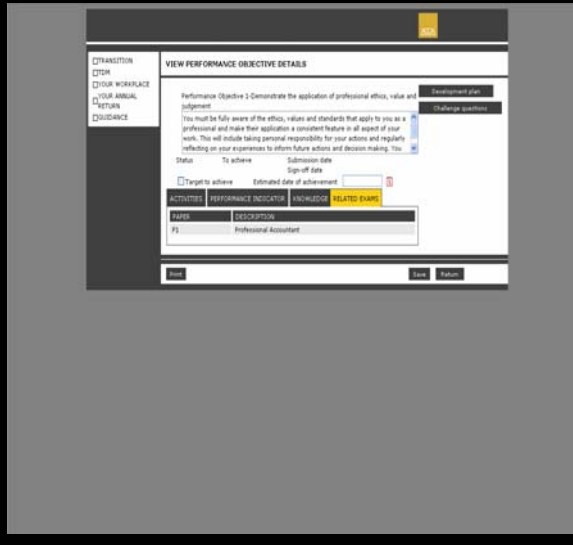 TRANSITION
TDM
YOUR WORKPLACE
YOUR ANNUAL
RETURN
GUIDANCE
VIEW PERFORMANCE OBJECTIVE DETAILS
Performance Objective 1-Demonstrate the application of professional ethics, value and
judgement
You must be fully aware of the ethics, values and standards that apply to you as a
professional and make their application a consistent feature in all aspect of your
work. This will include taking personal responsibility for your actions and regularly
reflecting on your experiences to inform future actions and decision making. You
Development plan
Challenge questions
Status To achieve Submission date
Sign-off date
Target to achieve Estimated date of achievement
ACTIVITIES PERFORMANCE INDICATOR KNOWLEDGE RELATED EXAMS
PAPER DESCRIPTION
P1 Professional Accountant
Print Save Return